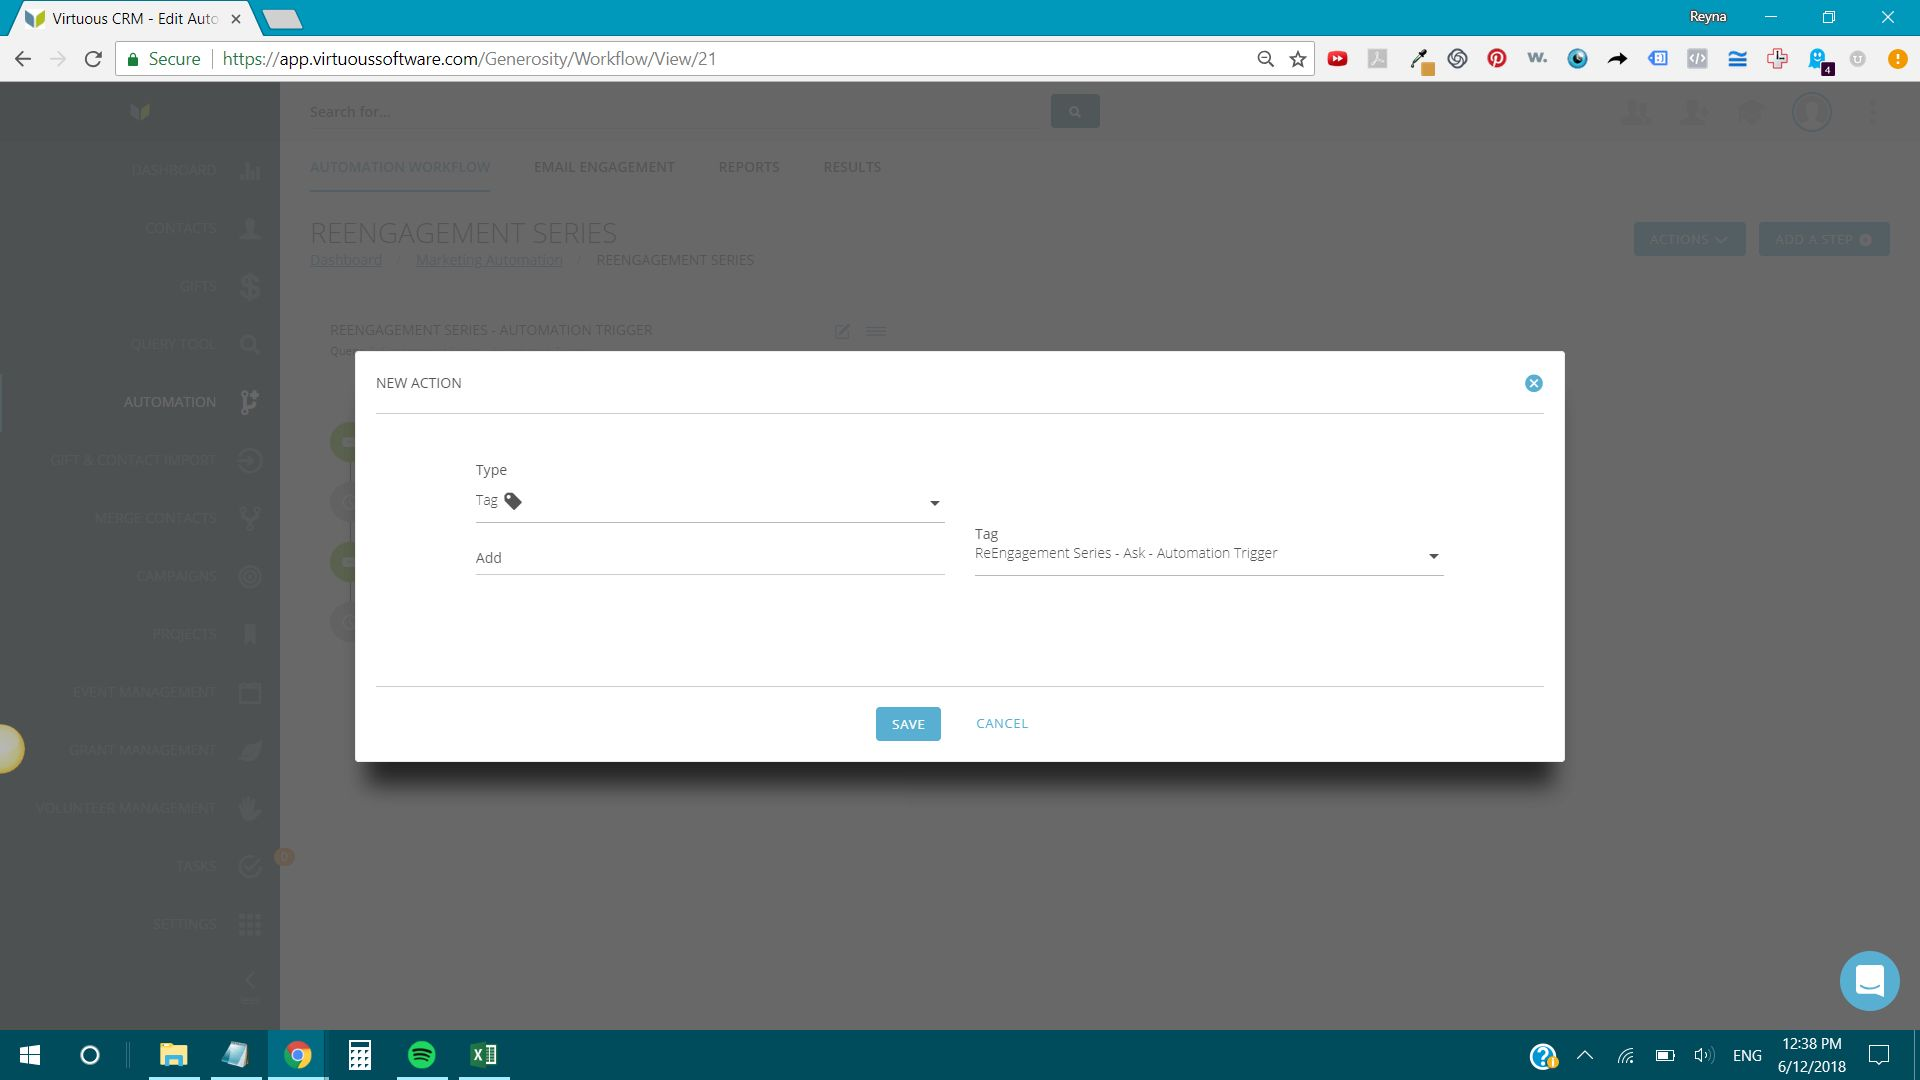 Virtuous CRM - Edit Auto
Reyna
Secure
https://app.virtuoussoftware.com/Generosity/Workflow/View/21
w.
4
Search for...
DASHBOARD
CONTACTS
GIFTS
QUERY TOOL
AUTOMATION
GIFT & CONTACT IMPORT
MERGE CONTACTS
CAMPAIGNS
PROJECTS
EVENT MANAGEMENT
GRANT MANAGEMENT
VOLUNTEER MANAGEMENT
TASKS
0
SETTINGS
AUTOMATION WORKFLOW
EMAIL ENGAGEMENT
REPORTS
RESULTS
REENGAGEMENT SERIES
Dashboard / Marketing Automation / REENGAGEMENT SERIES
ACTIONS
ADD A STEP
REENGAGEMENT SERIES - AUTOMATION TRIGGER
NEW ACTION
Type
Tag
Add
Tag
ReEngagement Series - Ask - Automation Trigger
SAVE
CANCEL
ENG
12:38 PM
6/12/2018